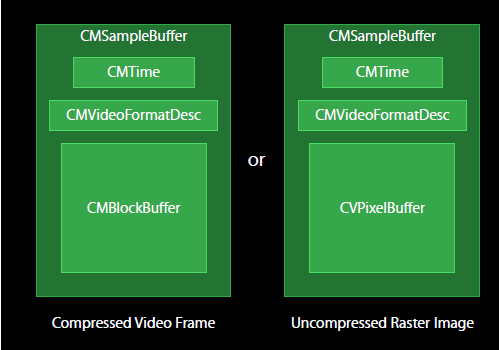 CMSampleBuffer
CMTime
CMVideoFormatDesc
CMBlockBuffer
Compressed Video Frame
or
CMSampleBuffer
CMTime
CMVideoFormatDesc
CVPixelBuffer
Uncompressed Raster Image